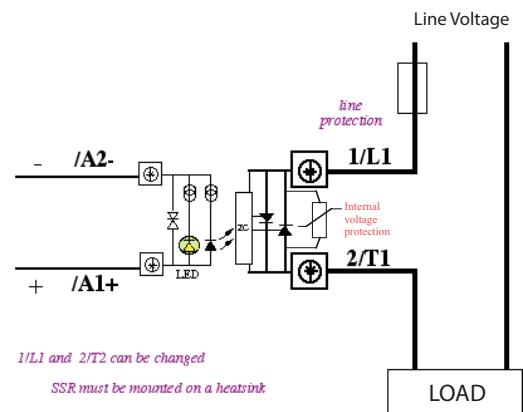 Line Voltage
line
protection
-
/A2-
1/L1
Internal
voltage
protection
ZC
LED
+
/A1+
2/T1
1/L1 and 2/T2 can be changed
SSR must be mounted on a heatsink
LOAD